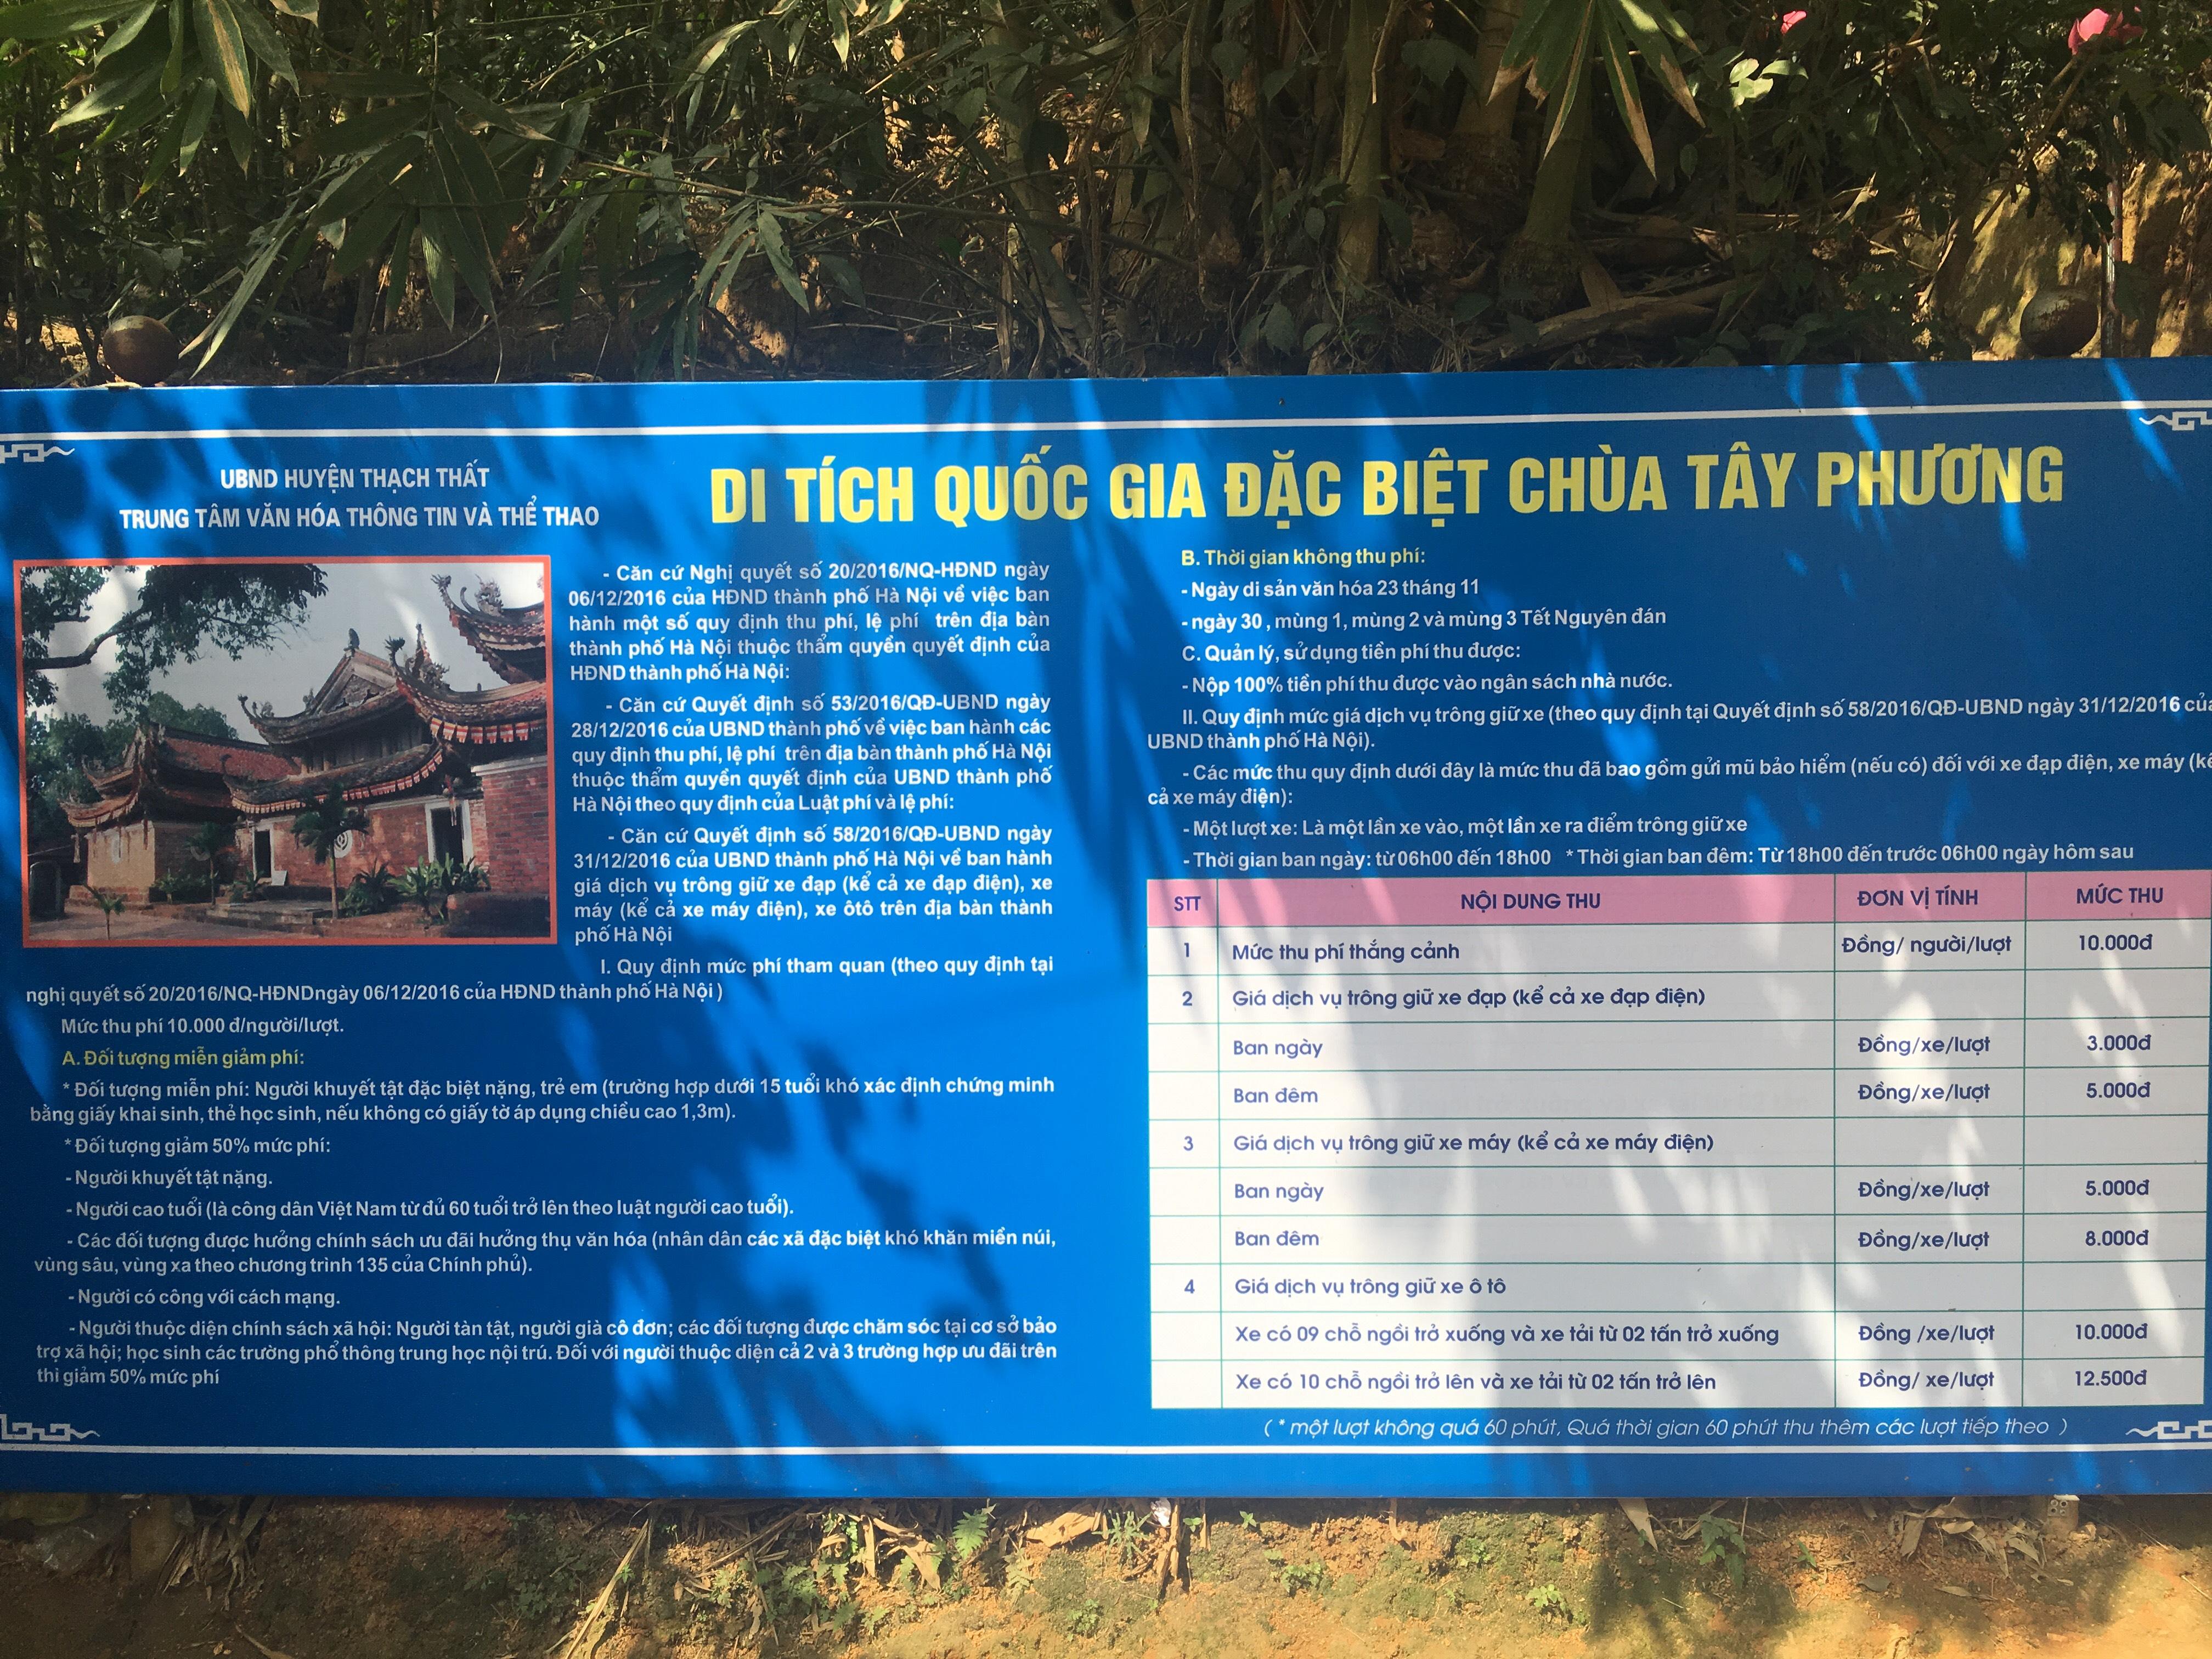 UBND HUYỆN THẠCH THẤT
TRUNG TÂM VĂN HÓA THÔNG TIN VÀ THỂ THAO
DI TÍCH QUỐC GIA ĐẶC BIỆT CHÙA TÂY PHƯƠNG
- Căn cứ Nghị quyết số 20/2016/NQ-HĐND ngày
06/12/2016 của HĐND thành phố Hà Nội về việc ban
hành một số quy định thu phí, lệ phí trên địa bàn
thành phố Hà Nội thuộc thẩm quyền quyết định của
HĐND thành phố Hà Nội:
- Căn cứ Quyết định số 53/2016/QĐ-UBND ngày
28/12/2016 của UBND thành phố về việc ban hành các
quy định thu phí, lệ phí trên địa bàn thành phố Hà Nội
thuộc thẩm quyền quyết định của UBND thành phố
Hà Nội theo quy định của Luật phí và lệ phí:
- Căn cứ Quyết định số 58/2016/QĐ-UBND ngày
31/12/2016 của UBND thành phố Hà Nội về ban hành
giá dịch vụ trông giữ xe đạp (kể cả xe đạp điện), xe
máy (kể cả xe máy điện), xe ôtô trên địa bàn thành
phố Hà Nội
I. Quy định mức phí tham quan (theo quy định tại
nghị quyết số 20/2016/NQ-HĐNDngày 06/12/2016 của HĐND thành phố Hà Nội )
Mức thu phí 10.000 đ/người/lượt.
A. Đối tượng miễn giảm phí:
* Đối tượng miễn phí: Người khuyết tật đặc biệt nặng, trẻ em (trường hợp dưới 15 tuổi khó xác định chứng minh
bằng giấy khai sinh, thẻ học sinh, nếu không có giấy tờ áp dụng chiều cao 1,3m).
* Đối tượng giảm 50% mức phí:
- Người khuyết tật nặng.
- Người cao tuổi (là công dân Việt Nam từ đủ 60 tuổi trở lên theo luật người cao tuổi).
- Các đối tượng được hưởng chính sách ưu đãi hưởng thụ văn hóa (nhân dân các xã đặc biệt khó khăn miền núi,
vùng sâu, vùng xa theo chương trình 135 của Chính phủ).
- Người có công với cách mạng.
- Người thuộc diện chính sách xã hội: Người tàn tật, người già cô đơn; các đối tượng được chăm sóc tại cơ sở bảo
trợ xã hội; học sinh các trường phổ thông trung học nội trú. Đối với người thuộc diện cả 2 và 3 trường hợp ưu đãi trên
thì giảm 50% mức phí
B. Thời gian không thu phí:
- Ngày di sản văn hóa 23 tháng 11
- ngày 30 , mùng 1, mùng 2 và mùng 3 Tết Nguyên đán
C. Quản lý, sử dụng tiền phí thu được:
- Nộp 100% tiền phí thu được vào ngân sách nhà nước.
II. Quy định mức giá dịch vụ trông giữ xe (theo quy định tại Quyết định số 58/2016/QĐ-UBND ngày 31/12/2016 của
UBND thành phố Hà Nội).
- Các mức thu quy định dưới đây là mức thu đã bao gồm gửi mũ bảo hiểm (nếu có) đối với xe đạp điện, xe máy (kể
cả xe máy điện):
- Một lượt xe: Là một lần xe vào, một lần xe ra điểm trông giữ xe
- Thời gian ban ngày: từ 06h00 đến 18h00 * Thời gian ban đêm: Từ 18h00 đến trước 06h00 ngày hôm sau
STT NỘI DUNG THU ĐƠN VỊ TÍNH MỨC THU
1 Mức thu phí thắng cảnh Đồng/ người/lượt 10.000đ
2 Giá dịch vụ trông giữ xe đạp (kể cả xe đạp điện)
Ban ngày Đồng/xe/lượt 3.000đ
Ban đêm Đồng/xe/lượt 5.000đ
3 Giá dịch vụ trông giữ xe máy (kể cả xe máy điện)
Ban ngày Đồng/xe/lượt 5.000đ
Ban đêm Đồng/xe/lượt 8.000đ
4 Giá dịch vụ trông giữ xe ô tô
Xe có 09 chỗ ngồi trở xuống và xe tải từ 02 tấn trở xuống Đồng /xe/lượt 10.000đ
Xe có 10 chỗ ngồi trở lên và xe tải từ 02 tấn trở lên Đồng/ xe/lượt 12.500đ
( * một lượt không quá 60 phút, Quá thời gian 60 phút thu thêm các lượt tiếp theo )